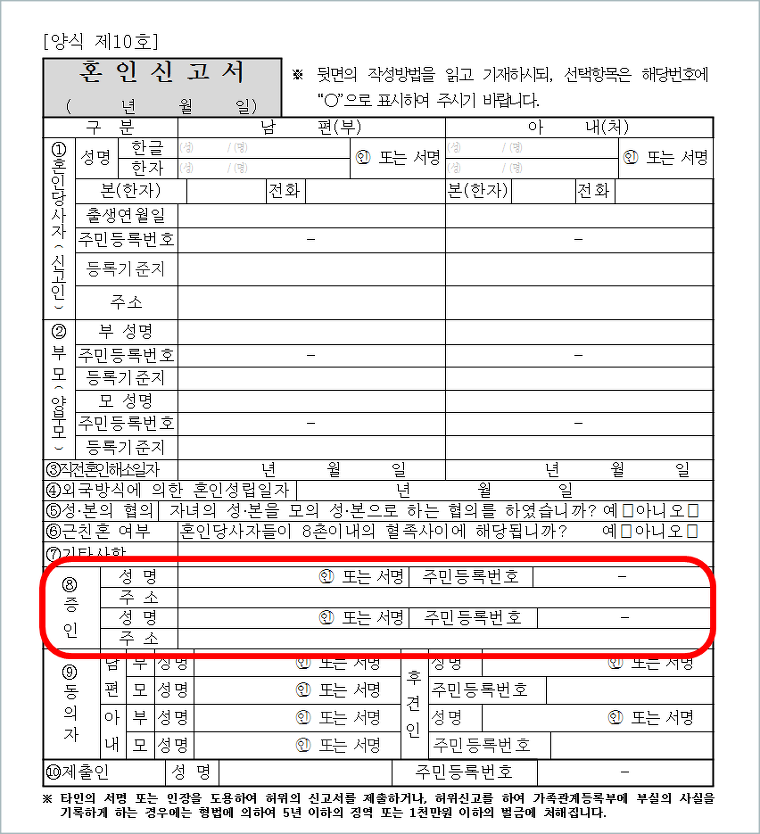 [양식 제10호]
혼 인 신 고 서
( 년 월 일)
※ 뒷면의 작성방법을 읽고 기재하시되, 선택항목은 해당번호에
“○”으로 표시하여 주시기 바랍니다.
구 분 남 편(부) 아 내(처)
①혼인당사자(신고인)
성명 한글 (성) / (명) ㊞ 또는 서명 (성) / (명) ㊞ 또는 서명
한자 (성) / (명) (성) / (명)
본(한자) 전화 본(한자) 전화
출생연월일
주민등록번호 - -
등록기준지
주소
②부모(양부모)
부 성명
주민등록번호 - -
등록기준지
모 성명
주민등록번호 - -
등록기준지
③직전혼인해소일자 년 월 일 년 월 일
④외국방식에 의한 혼인성립일자 년 월 일
⑤성·본의 협의 자녀의 성·본을 모의 성·본으로 하는 협의를 하였습니까? 예□아니오□
⑥근친혼 여부 혼인당사자들이 8촌이내의 혈족사이에 해당됩니까? 예□아니오□
⑦기타사항
⑧증인
성 명 ㊞ 또는 서명 주민등록번호 -
주 소
성 명 ㊞ 또는 서명 주민등록번호 -
주 소
⑨동의자
남편 부 성명 ㊞ 또는 서명 후견인 성명 ㊞ 또는 서명
모 성명 ㊞ 또는 서명 주민등록번호
아내 부 성명 ㊞ 또는 서명 성명 ㊞ 또는 서명
모 성명 ㊞ 또는 서명 주민등록번호
⑩제출인 성 명 주민등록번호 -
※ 타인의 서명 또는 인장을 도용하여 허위의 신고서를 제출하거나, 허위신고를 하여 가족관계등록부에 부실의 사실을
기록하게 하는 경우에는 형법에 의하여 5년 이하의 징역 또는 1천만원 이하의 벌금에 처해집니다.